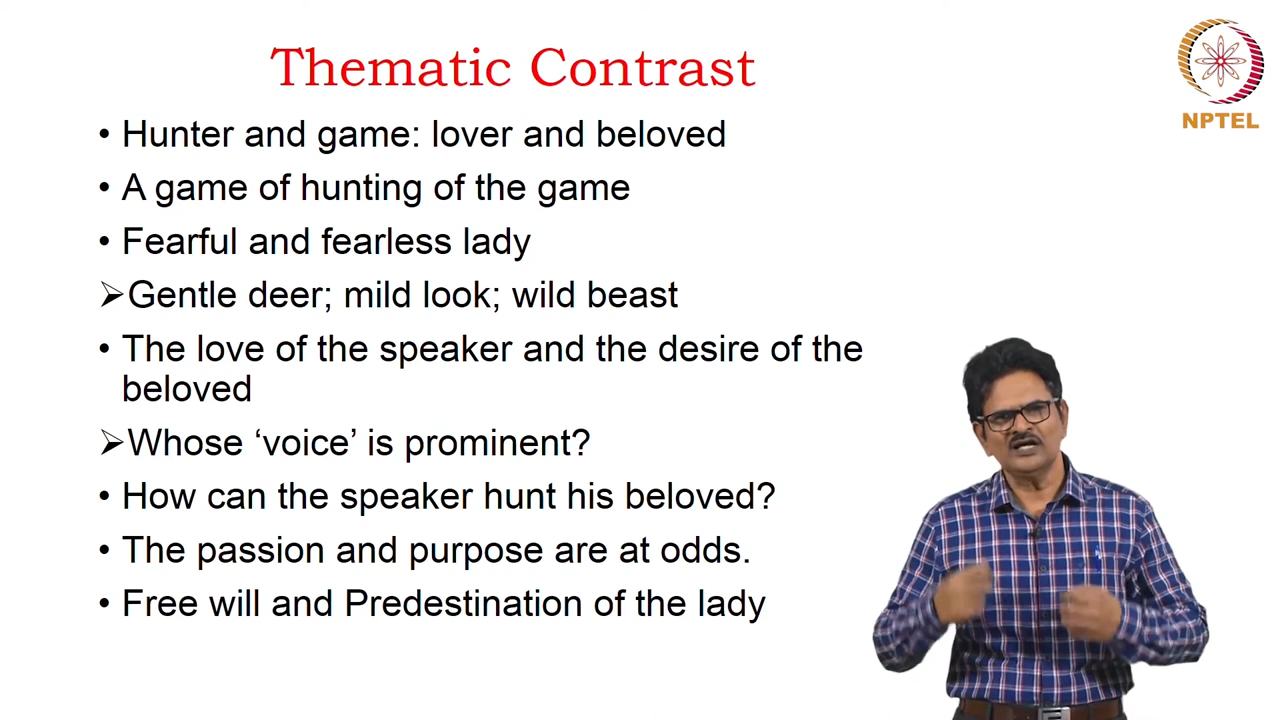 Thematic Contrast
NPTEL
• Hunter and game: lover and beloved
• A game of hunting of the game
• Fearful and fearless lady
➢Gentle deer; mild look; wild beast
• The love of the speaker and the desire of the
beloved
➢Whose ‘voice’ is prominent?
• How can the speaker hunt his beloved?
• The passion and purpose are at odds.
• Free will and Predestination of the lady